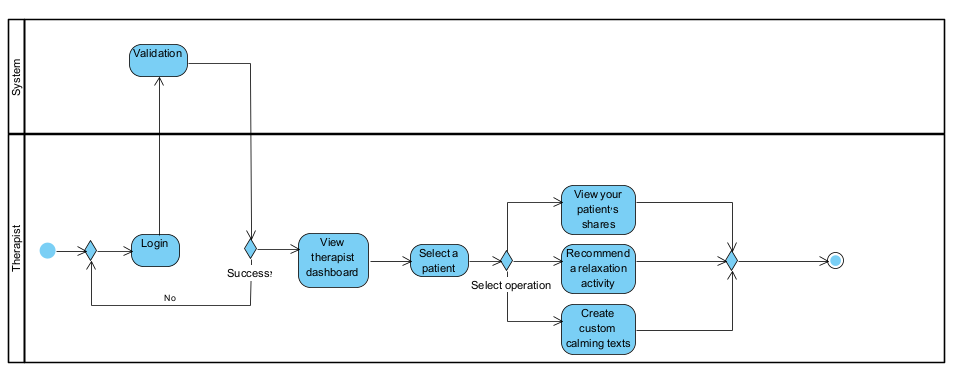 System
Validation
Therapist
Login
Success?
No
View
therapist
dashboard
Select a
patient
Select operation
View your
patient's
shares
Recommend
a relaxation
activity
Create
custom
calming texts